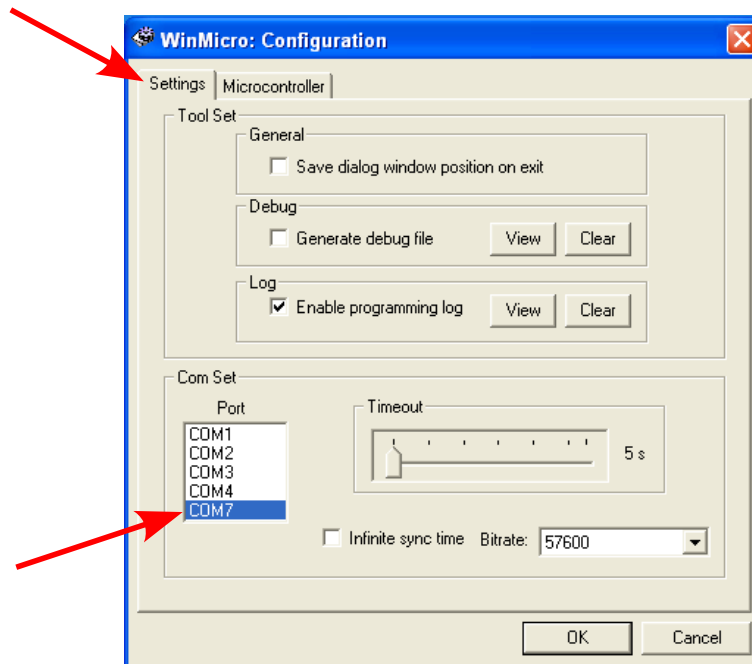 WinMicro: Configuration
Settings Microcontroller
Tool Set
General
Save dialog window position on exit
Debug
Generate debug file View Clear
Log
Enable programming log View Clear
Com Set
Port Timeout
COM1
COM2
COM3
COM4
COM7
5 s
Infinite sync time Bitrate: 57600
OK Cancel